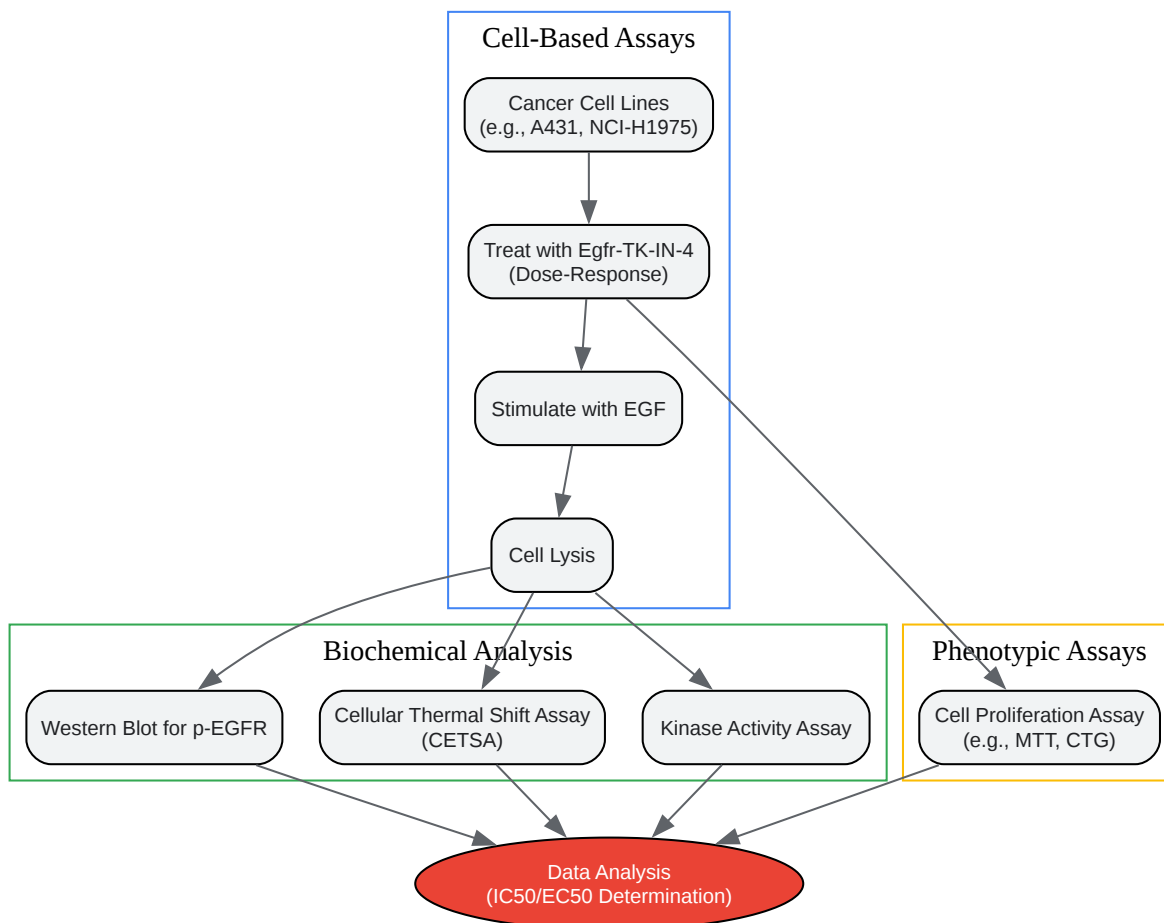 Cell-Based Assays
Cancer Cell Lines
(e.g., A431, NCI-H1975)
Treat with Egfr-TK-IN-4
(Dose-Response)
Stimulate with EGF
Cell Lysis
Biochemical Analysis
Phenotypic Assays
Western Blot for p-EGFR
Cellular Thermal Shift Assay
(CETSA)
Kinase Activity Assay
Cell Proliferation Assay
(e.g., MTT, CTG)
Data Analysis
(IC50/EC50 Determination)